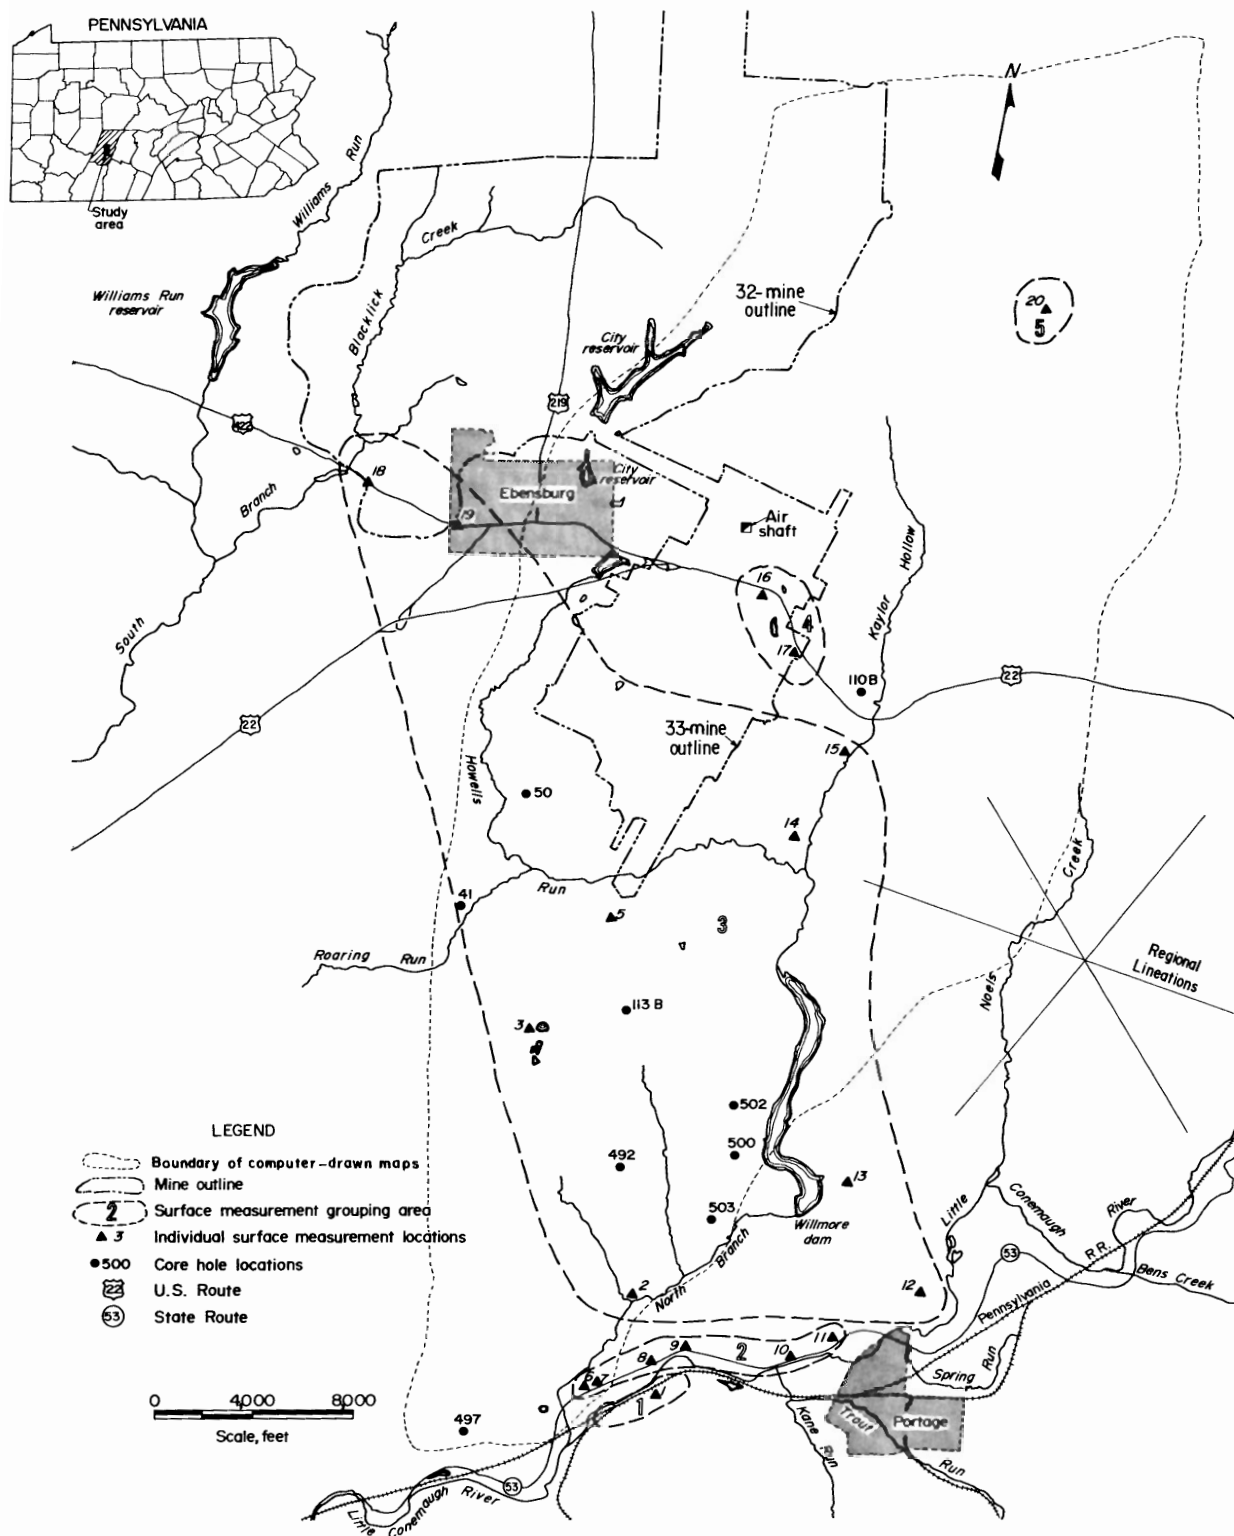 PENNSYLVANIA
N
Study
area
Williams
Run
Creek
Williams Run
reservoir
Blacklick
32-mine
outline
20
5
City
reservoir
219
422
18
City
reservoir
Ebensburg
Branch
19
Air
shaft
Hollow
16
4
17
Kaylor
South
110B
22
22
33-mine
outline
15
Howells
50
14
Creek
Run
41
5
3
Roaring Run
Regional
Lineations
Noels
113 B
3
502
500
492
13
503
Willmore
dam
Branch
North
2
Little
Conemaugh
River
53
R.R.
Bens Creek
Pennsylvania
12
LEGEND
Boundary of computer-drawn maps
Mine outline
2 Surface measurement grouping area
3 Individual surface measurement locations
500 Core hole locations
22 U.S. Route
53 State Route
11
9
2
10
8
6 7
1
1
Spring
Run
Kane
Run
Trout
Run
Portage
0 4000 8000
Scale, feet
497
53
Little
Conemaugh
River